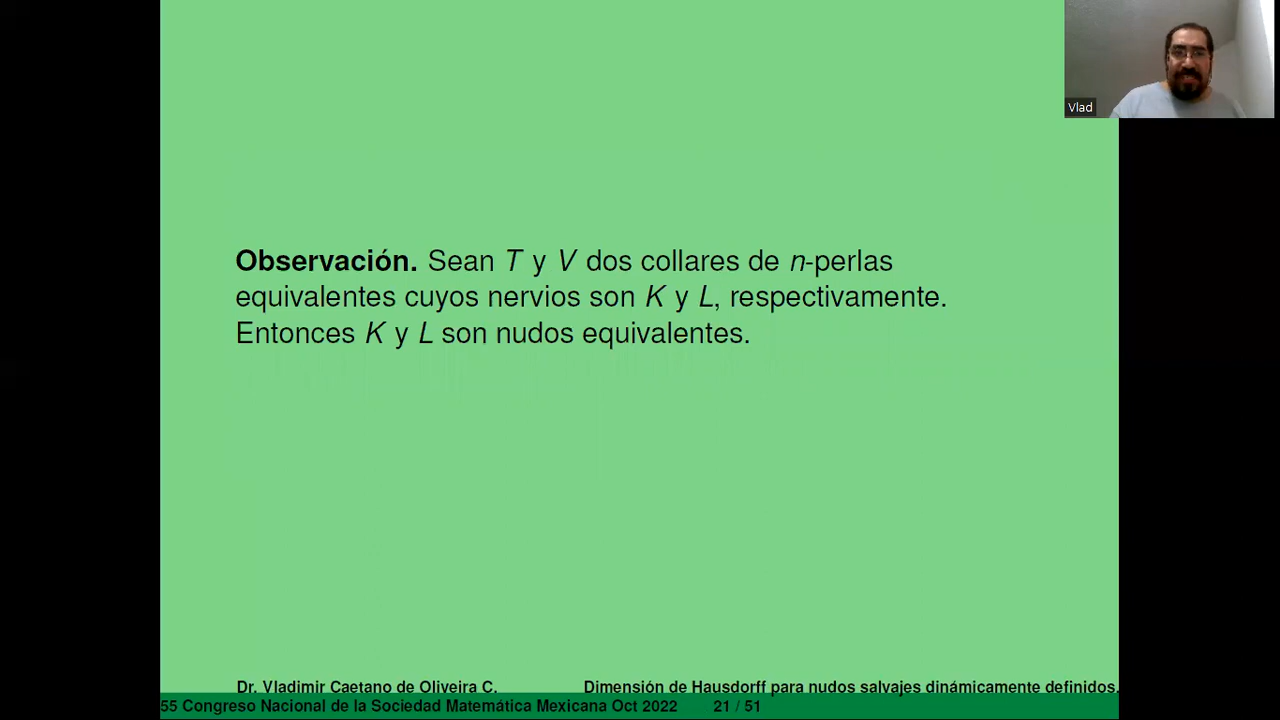 Vlad
Observación. Sean T y V dos collares de n-perlas
equivalentes cuyos nervios son K y L, respectivamente.
Entonces K y L son nudos equivalentes.
Dr. Vladimir Caetano de Oliveira C. Dimensión de Hausdorff para nudos salvajes dinámicamente definidos.
55 Congreso Nacional de la Sociedad Matemática Mexicana Oct 2022 21 / 51